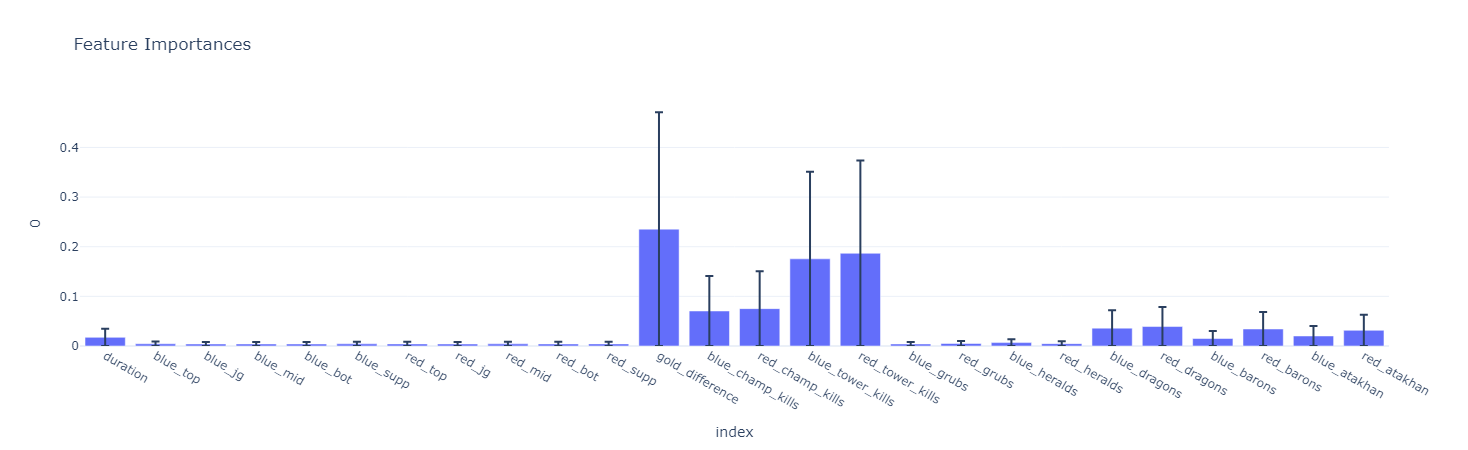 Feature Importances
0.4
0.3
0.2
0.1
0
0
duration
blue_top
blue_jg
blue_mid
blue_bot
blue_supp
red_top
red_jg
red_mid
red_bot
red_supp
gold_difference
blue_champ_kills
red_champ_kills
blue_tower_kills
red_tower_kills
blue_grubs
red_grubs
blue_heralds
red_heralds
blue_dragons
red_dragons
blue_barons
red_barons
blue_atakhan
red_atakhan
index